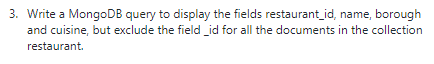 3. Write a MongoDB query to display the fields restaurant_id, name, borough
and cuisine, but exclude the field _id for all the documents in the collection
restaurant.